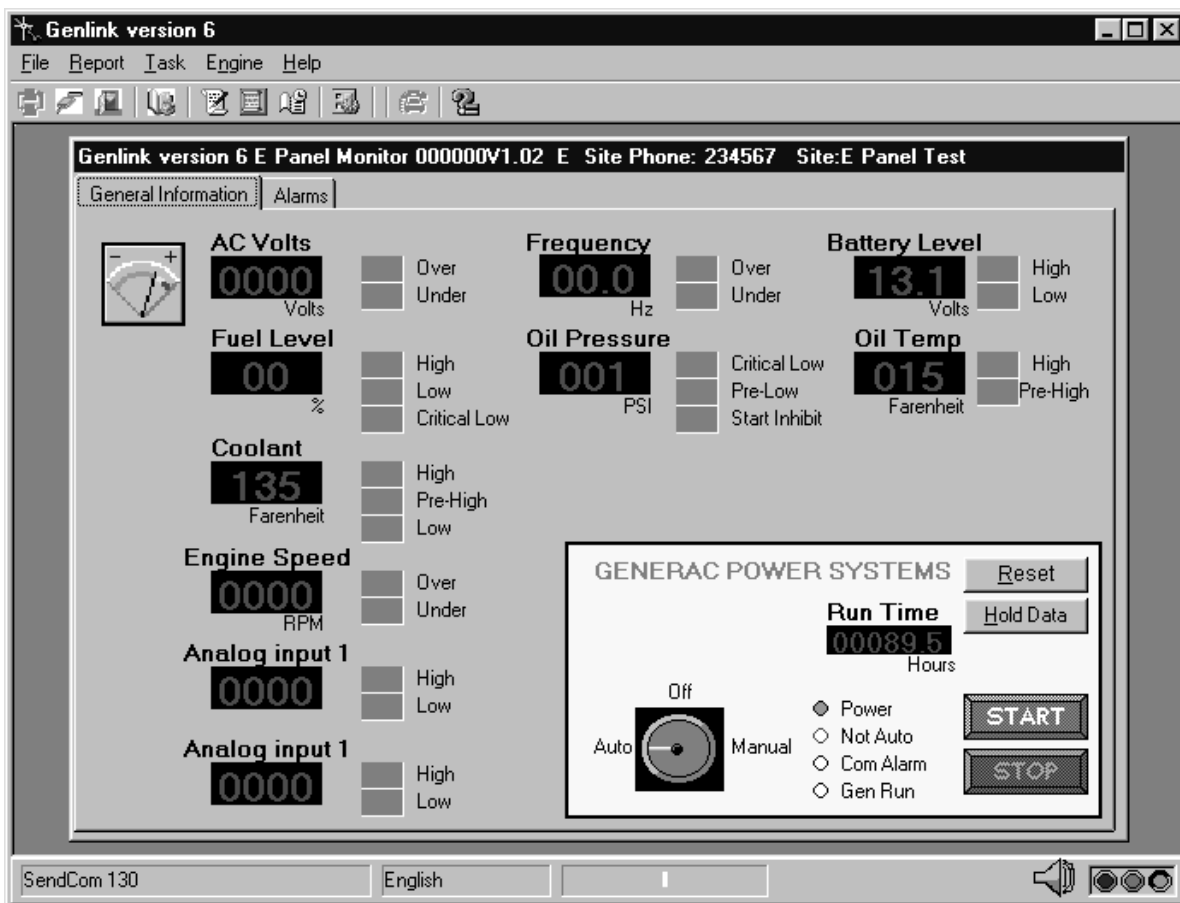 Genlink version 6
File Report Task Engine Help
Genlink version 6 E Panel Monitor 000000V1.02 E Site Phone: 234567 Site:E Panel Test
General Information Alarms
AC Volts
0000
Volts
Over
Under
Frequency
00.0
Hz
Over
Under
Battery Level
13.1
Volts
High
Low
Fuel Level
00
%
High
Low
Critical Low
Oil Pressure
001
PSI
Critical Low
Pre-Low
Start Inhibit
Oil Temp
015
Farenheit
High
Pre-High
Coolant
135
Farenheit
High
Pre-High
Low
Engine Speed
0000
RPM
Over
Under
Analog input 1
0000
High
Low
Analog input 1
0000
High
Low
GENERAC POWER SYSTEMS
Reset
Hold Data
Run Time
00089.5
Hours
Off
Auto
Manual
Power
Not Auto
Com Alarm
Gen Run
START
STOP
SendCom 130
English